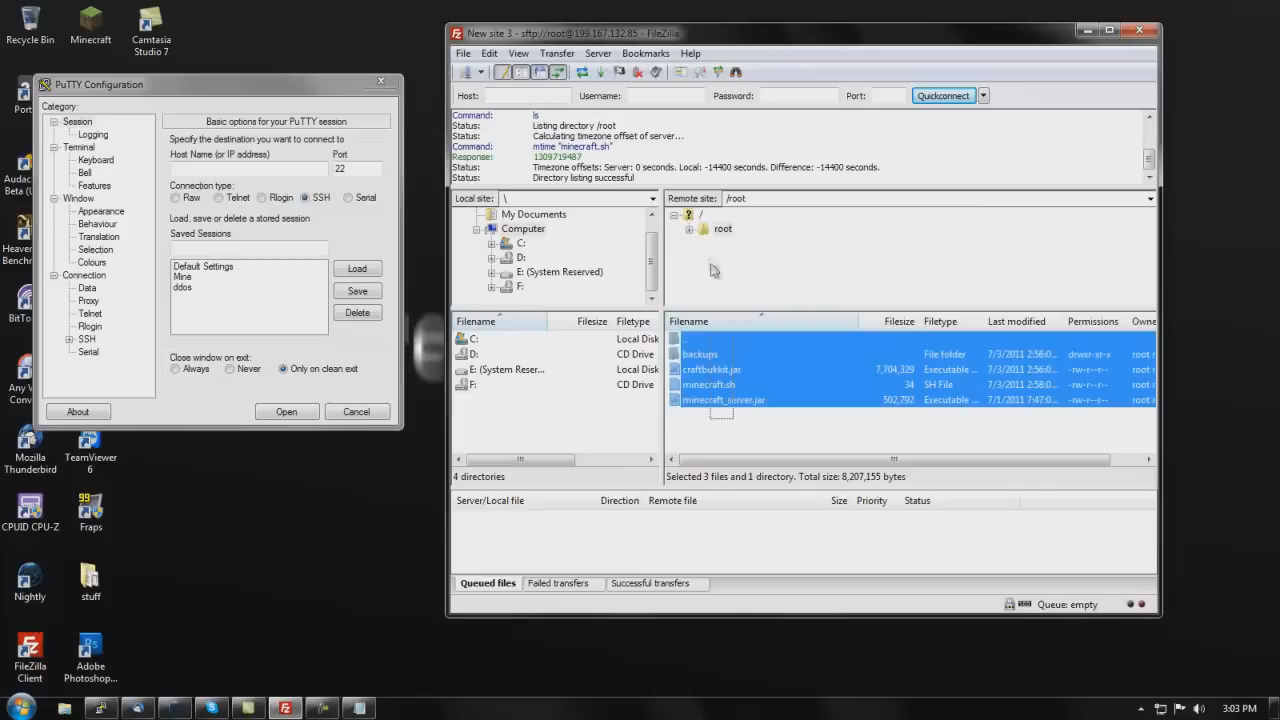 Recycle Bin
Minecraft
Camtasia
Studio 7
Port
Audac
Beta (U
Heaven
Benchm
BitTo
Any V
Conve
Mozilla
Thunderbird
TeamViewer
6
CPUID CPU-Z
Fraps
Nightly
stuff
FileZilla
Client
Adobe
Photoshop...
PuTTY Configuration
Category:
Session
Logging
Terminal
Keyboard
Bell
Features
Window
Appearance
Behaviour
Translation
Selection
Colours
Connection
Data
Proxy
Telnet
Rlogin
SSH
Serial
Basic options for your PuTTY session
Specify the destination you want to connect to
Host Name (or IP address) Port
22
Connection type:
Raw Telnet Rlogin SSH Serial
Load, save or delete a stored session
Saved Sessions
Default Settings
Mine
ddos
Load
Save
Delete
Close window on exit:
Always Never Only on clean exit
About Open Cancel
New site 3 - sftp://root@199.167.132.85 - FileZilla
File Edit View Transfer Server Bookmarks Help
Host: Username: Password: Port: Quickconnect
Command: ls
Status: Listing directory /root
Status: Calculating timezone offset of server...
Command: mtime "minecraft.sh"
Response: 1309719487
Status: Timezone offsets: Server: 0 seconds. Local: -14400 seconds. Difference: -14400 seconds.
Status: Directory listing successful
Local site: \
My Documents
Computer
C:
D:
E: (System Reserved)
F:
Remote site: /root
/
root
Filename Filesize Filetype
C: Local Disk
D: CD Drive
E: (System Reser... Local Disk
F: CD Drive
4 directories
Filename Filesize Filetype Last modified Permissions Owne
..
backups File folder 7/3/2011 2:56:0... drwxr-xr-x root r
craftbukkit.jar 7,704,329 Executable ... 7/3/2011 2:56:0... -rw-r--r-- root r
minecraft.sh 34 SH File 7/3/2011 2:58:0... -rw-r--r-- root r
minecraft_server.jar 502,792 Executable ... 7/1/2011 7:47:0... -rw-r--r-- root r
Selected 3 files and 1 directory. Total size: 8,207,155 bytes
Server/Local file Direction Remote file Size Priority Status
Queued files Failed transfers Successful transfers
Queue: empty
3:03 PM